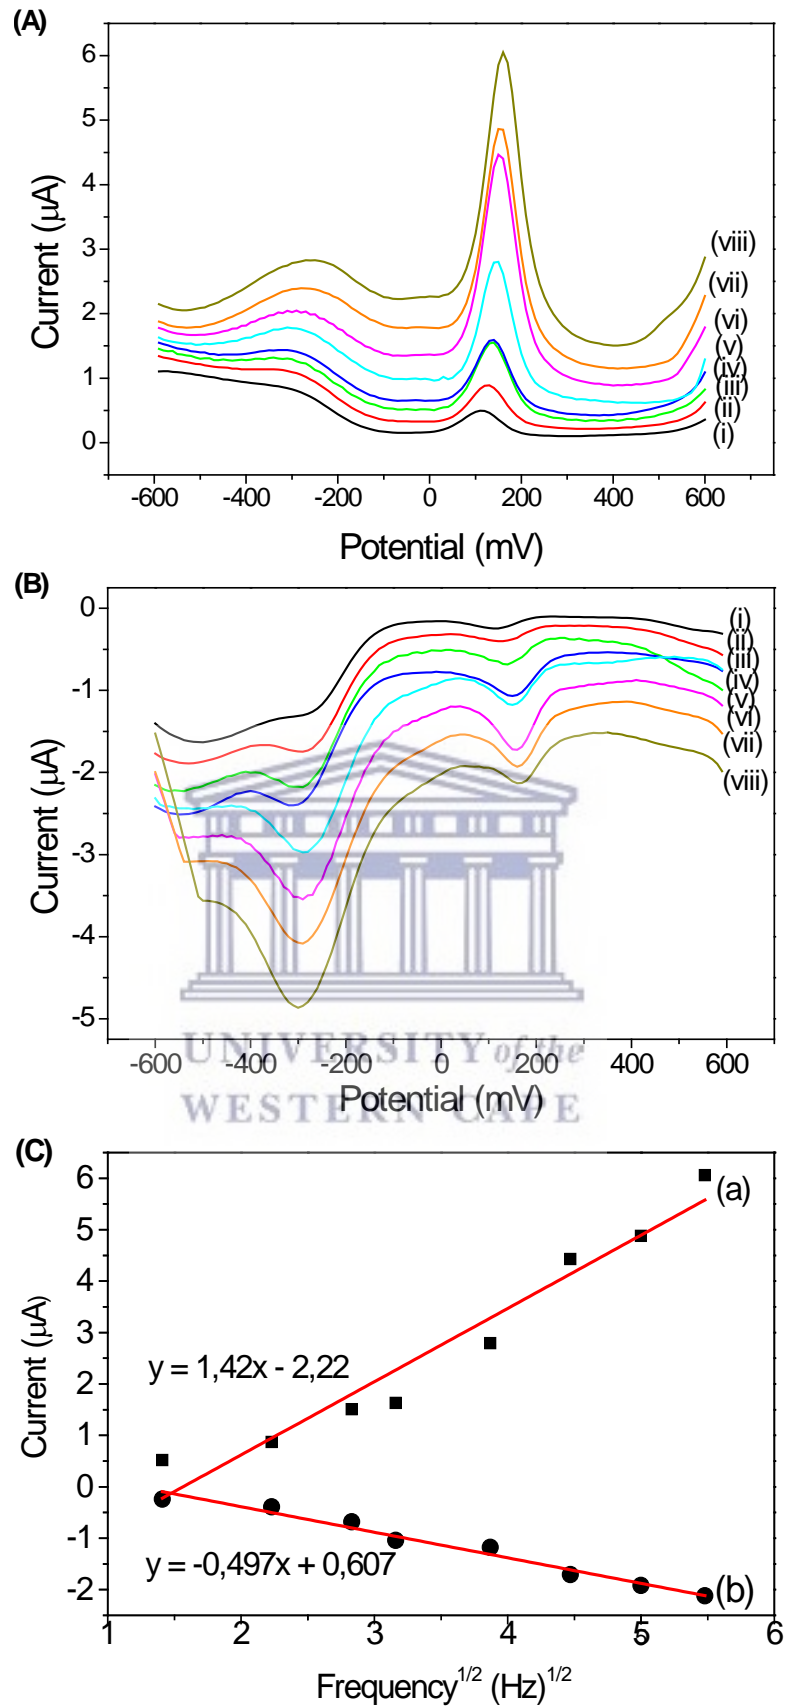 (A)
6
5
4
3
2
1
0
Current (μA)
(viii)
(vii)
(vi)
(v)
(iv)
(iii)
(ii)
(i)
-600 -400 -200 0 200 400 600
Potential (mV)
(B)
0
-1
-2
-3
-4
-5
Current (μA)
(i)
(ii)
(iii)
(iv)
(v)
(vi)
(vii)
(viii)
-600 -400 -200 0 200 400 600
UNIVERSITY of the
WESTERN CAPE
Potential (mV)
(C)
6
5
4
3
2
1
0
-1
-2
Current (μA)
(a)
y = 1,42x - 2,22
y = -0,497x + 0,607
(b)
1 2 3 4 5 6
Frequency^1/2 (Hz)^1/2